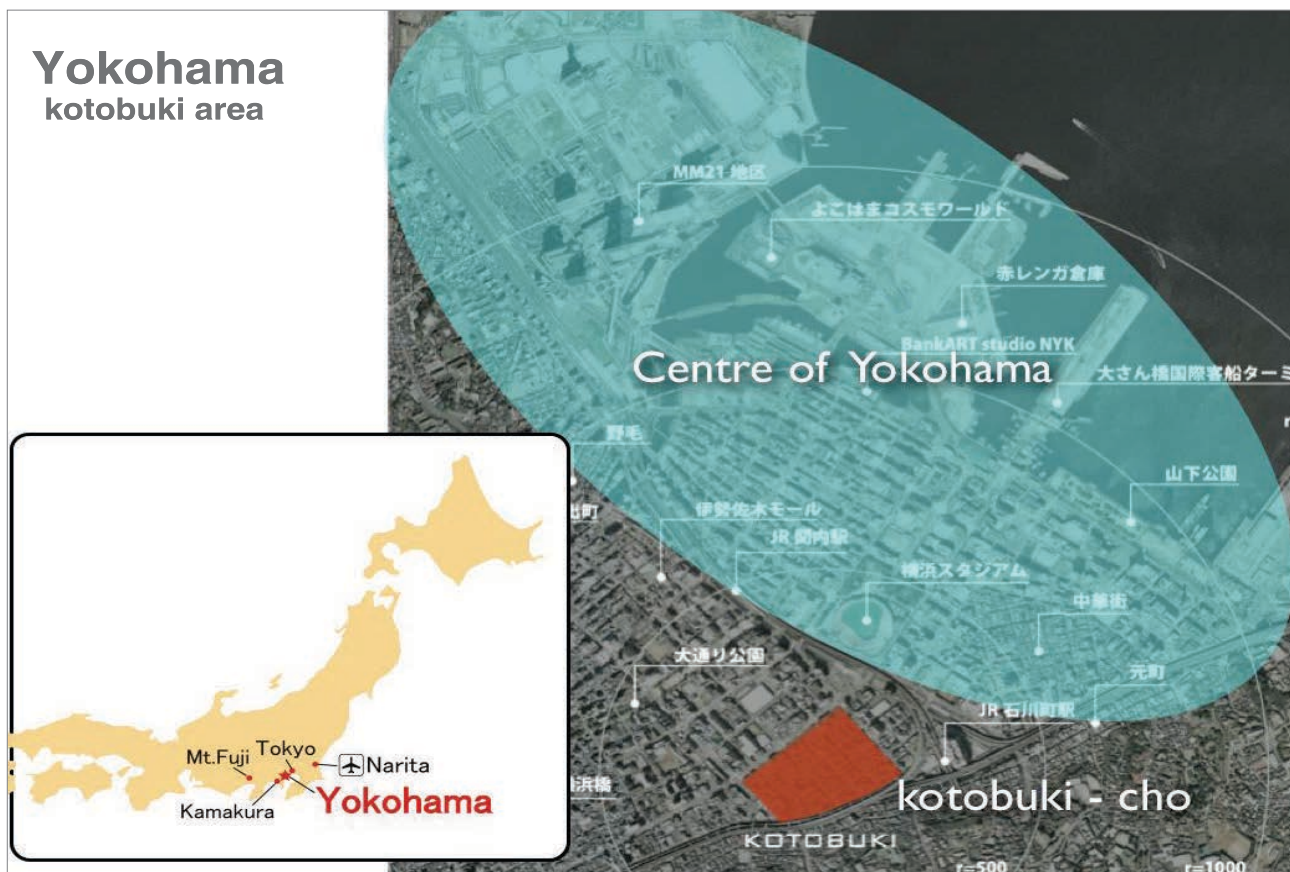 Yokohama
kotobuki area
MM21 地区
よこはまコスモワールド
赤レンガ倉庫
BankART studio NYK
Centre of Yokohama
大さん橋国際客船ターミ
野毛
山下公園
伊勢佐木モール
出町
JR 関内駅
横浜スタジアム
中華街
大通り公園
元町
JR 石川町駅
浜橋
kotobuki - cho
KOTOBUKI
r=500
r=1000
Mt.Fuji
Tokyo
Narita
Kamakura
Yokohama